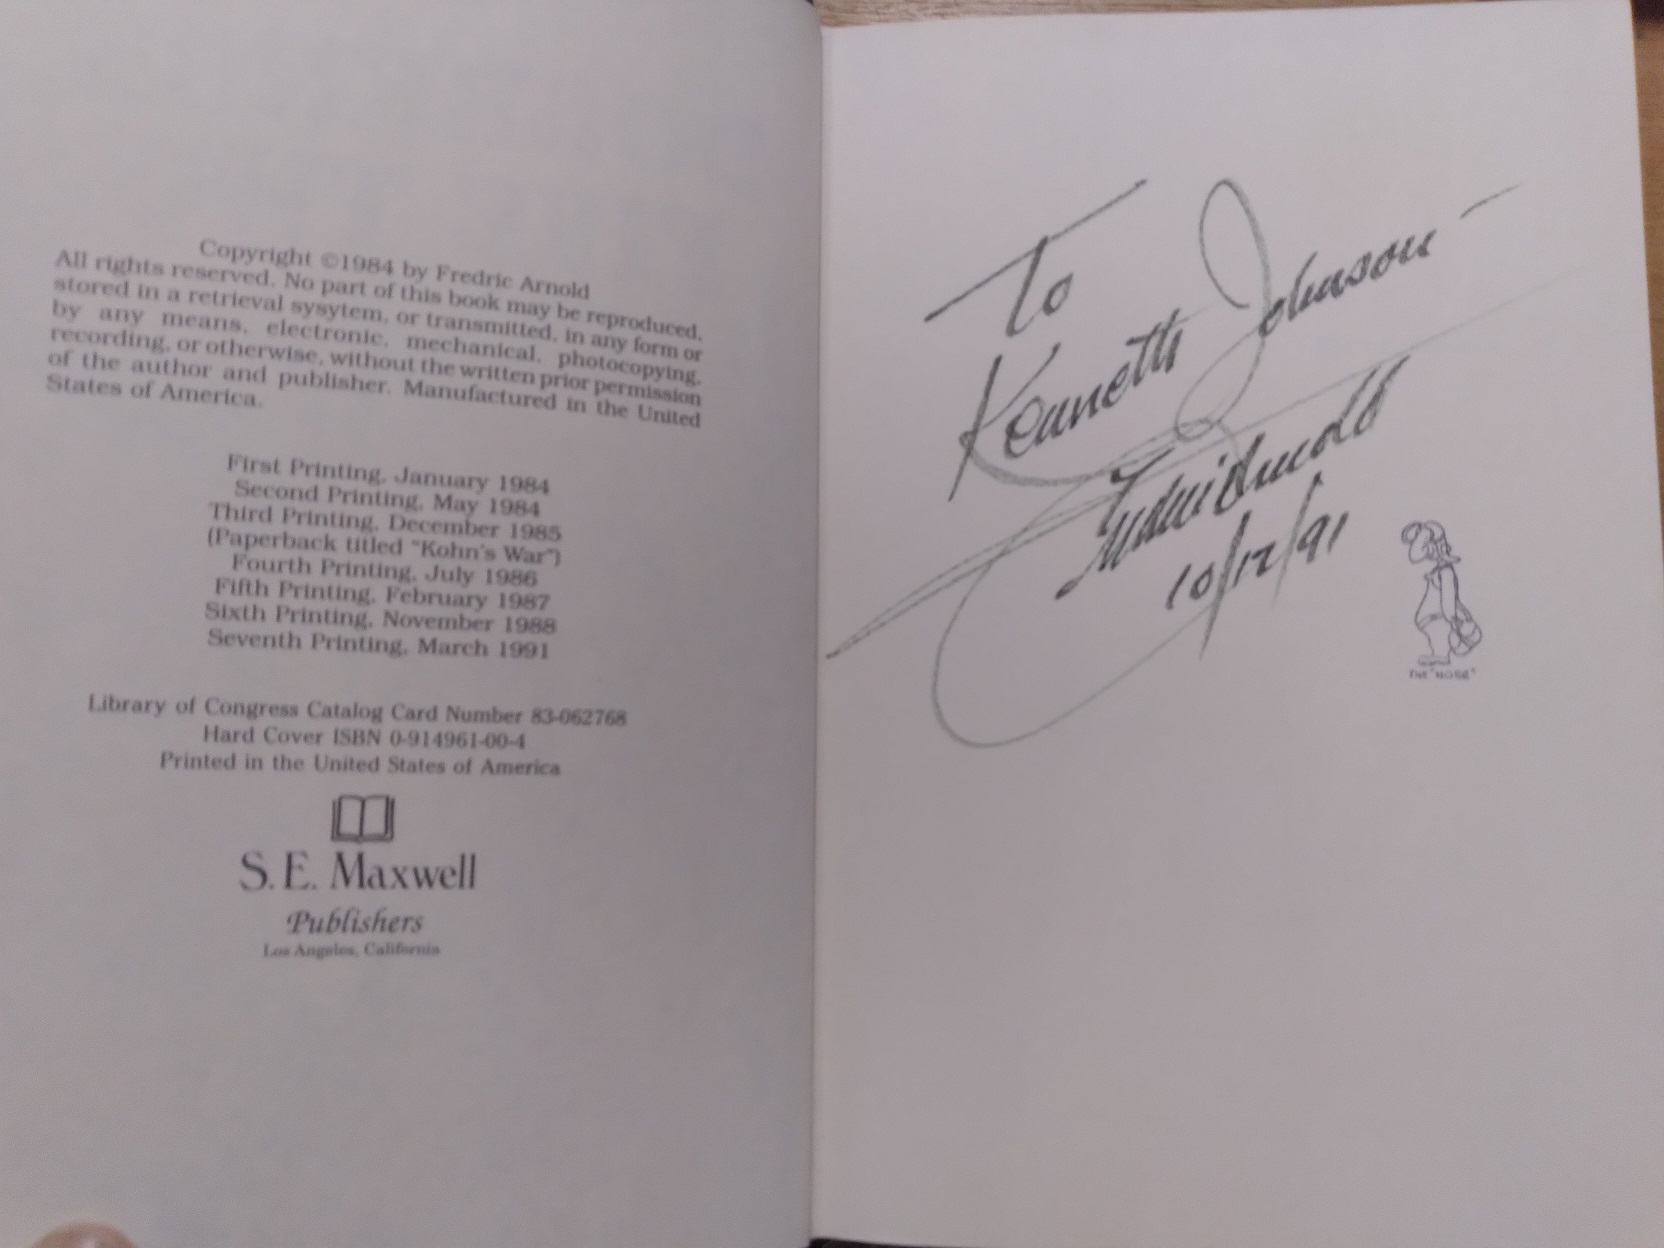 Copyright ©1984 by Fredric Arnold
All rights reserved. No part of this book may be reproduced,
stored in a retrieval sysytem, or transmitted, in any form or
by any means, electronic, mechanical, photocopying,
recording, or otherwise, without the written prior permission
of the author and publisher. Manufactured in the United
States of America.
First Printing, January 1984
Second Printing, May 1984
Third Printing, December 1985
(Paperback titled "Kohn's War")
Fourth Printing, July 1986
Fifth Printing, February 1987
Sixth Printing, November 1988
Seventh Printing, March 1991
Library of Congress Catalog Card Number 83-062768
Hard Cover ISBN 0-914961-00-4
Printed in the United States of America
S.E. Maxwell
Publishers
Los Angeles, California
To
Kenneth Johnson –
Fredric Arnold
10/12/91
THE "NOSE"